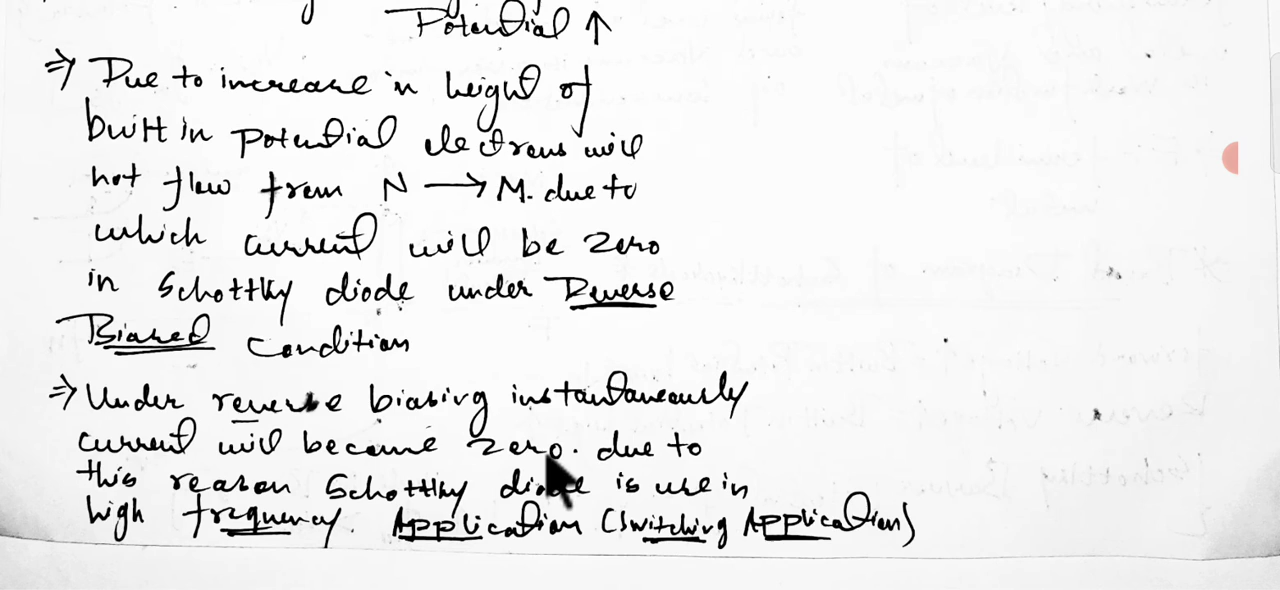 Potential ↑
⇒ Due to increase in height of
built in potential electrons will
not flow from N ⟶ M. due to
which current will be zero
in Schottky diode under Reverse
Biased condition
⇒ Under reverse biasing instantaneously
current will become zero. due to
this reason Schottky diode is use in
high frequency. Application (Switching Application)